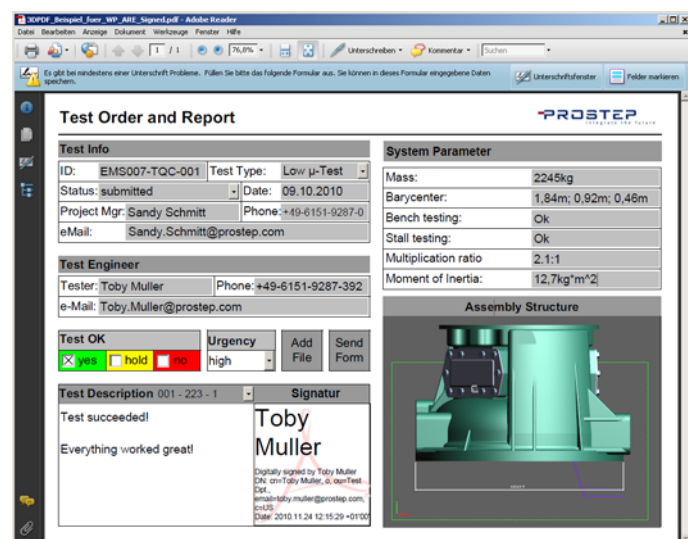 3DPDF_Beispiel_fuer_WP_ARE_Signed.pdf - Adobe Reader
Datei Bearbeiten Anzeige Dokument Werkzeuge Fenster Hilfe
1 / 1 76,8% Unterschreiben Kommentar Suchen
Es gibt bei mindestens einer Unterschrift Probleme. Füllen Sie bitte das folgende Formular aus. Sie können in dieses Formular eingegebene Daten
speichern.
Unterschriftsfenster Felder markieren
Test Order and Report
PROSTEP
integrate the future
Test Info
ID: EMS007-TQC-001 Test Type: Low µ-Test
Status: submitted Date: 09.10.2010
Project Mgr: Sandy Schmitt Phone: +49-6151-9287-0
eMail: Sandy.Schmitt@prostep.com
Test Engineer
Tester: Toby Muller Phone: +49-6151-9287-392
e-Mail: Toby.Muller@prostep.com
Test OK
yes hold no
Urgency
high
Add
File
Send
Form
Test Description 001 - 223 - 1
Test succeeded!
Everything worked great!
Signatur
Toby
Muller
Digitally signed by Toby Muller
DN: cn=Toby Muller, o, ou=Test
Dpt.,
email=toby.muller@prostep.com,
c=US
Date: 2010.11.24 12:15:29 +01'00'
System Parameter
Mass: 2245kg
Barycenter: 1,84m; 0,92m; 0,46m
Bench testing: Ok
Stall testing: Ok
Multiplication ratio 2.1:1
Moment of Inertia: 12,7kg*m^2
Assembly Structure